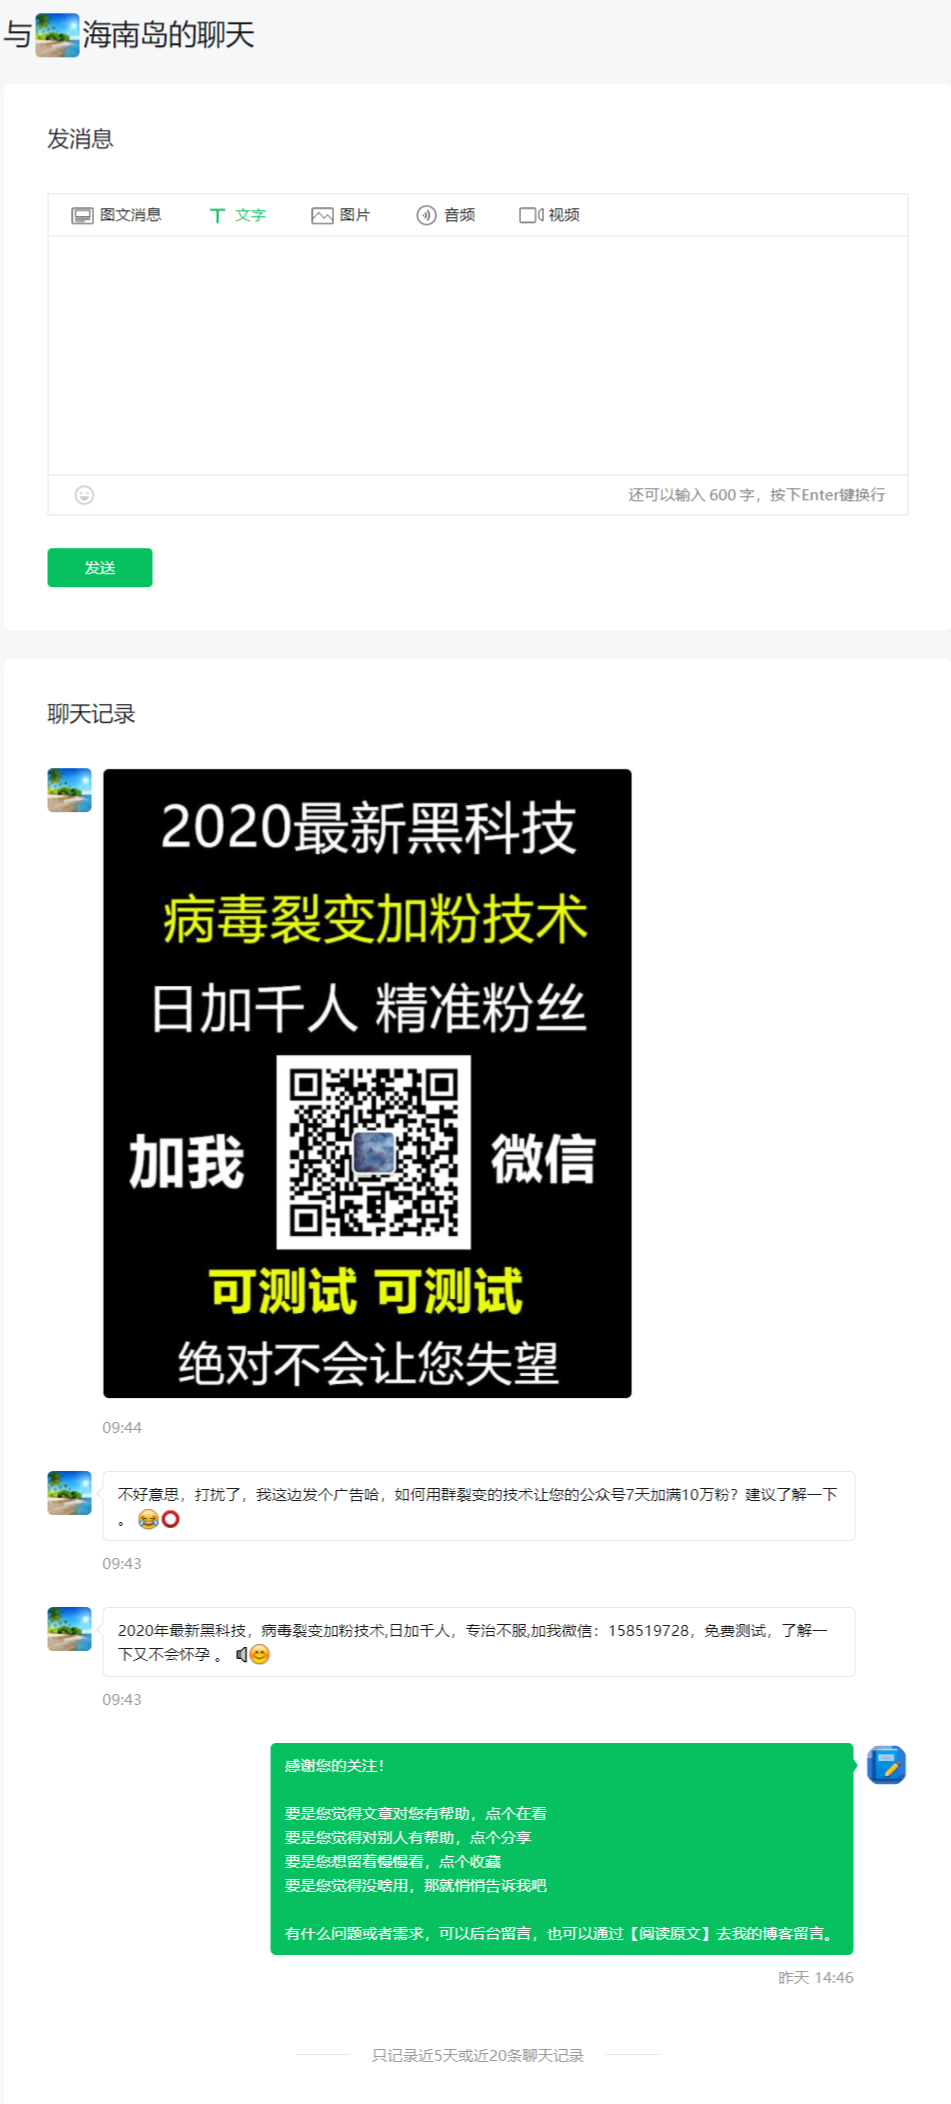 与海南岛的聊天
发消息
图文消息 文字 图片 音频 视频
还可以输入 600 字，按下Enter键换行
发送
聊天记录
2020最新黑科技
病毒裂变加粉技术
日加千人 精准粉丝
加我 微信
可测试 可测试
绝对不会让您失望
09:44
不好意思，打扰了，我这边发个广告哈，如何用群裂变的技术让您的公众号7天加满10万粉？建议了解一下
。😂⭕
09:43
2020年最新黑科技，病毒裂变加粉技术,日加千人，专治不服,加我微信：158519728，免费测试，了解一
下又不会怀孕 。🔈😊
09:43
感谢您的关注！
要是您觉得文章对您有帮助，点个在看
要是您觉得对别人有帮助，点个分享
要是您想留着慢慢看，点个收藏
要是您觉得没啥用，那就悄悄告诉我吧
有什么问题或者需求，可以后台留言，也可以通过【阅读原文】去我的博客留言。
昨天 14:46
只记录近5天或近20条聊天记录